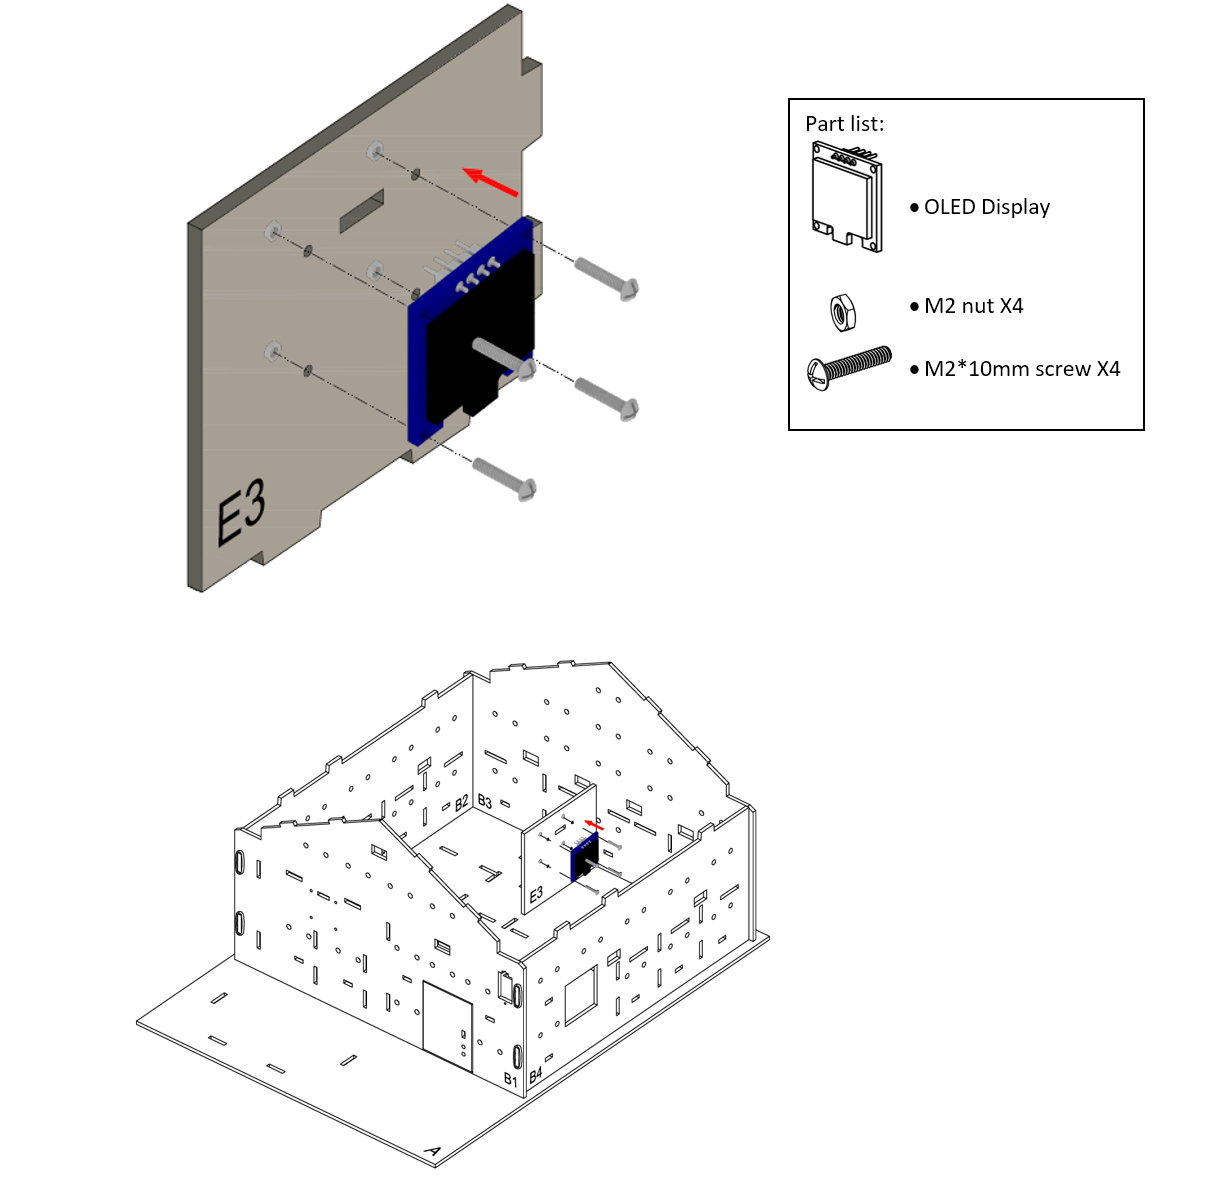 Part list:
• OLED Display
• M2 nut X4
• M2*10mm screw X4
E3
B2
B3
E3
B1
B4
A